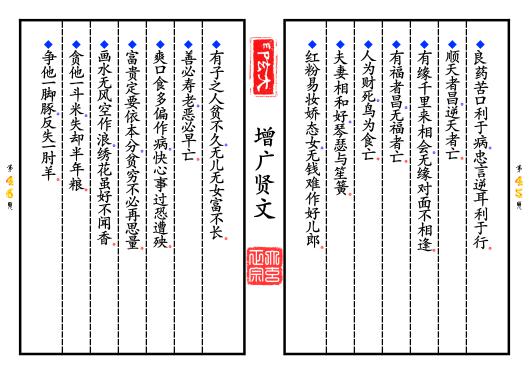 良药苦口利于病忠言逆耳利于行
顺天者昌逆天者亡
有缘千里来相会无缘对面不相逢
有福者昌无福者亡
人为财死鸟为食亡
夫妻相和好琴瑟与笙簧
红粉易妆娇态女无钱难作好儿郎
增广贤文
有子之人贫不久无儿无女富不长
善必寿老恶必早亡
爽口食多偏作病快心事过恐遭殃
富贵定要依本分贫穷不必再思量
画水无风空作浪绣花虽好不闻香
贪他一斗米失却半年粮
争他一脚豚反失一肘羊